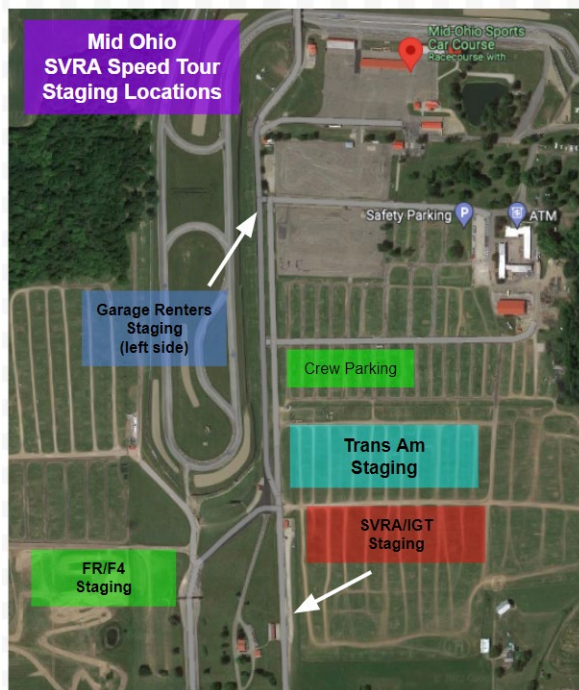 Mid Ohio
SVRA Speed Tour
Staging Locations
Mid-Ohio Sports
Car Course
Racecourse with
Safety Parking
P
ATM
Garage Renters
Staging
(left side)
Crew Parking
Trans Am
Staging
SVRA/IGT
Staging
FR/F4
Staging